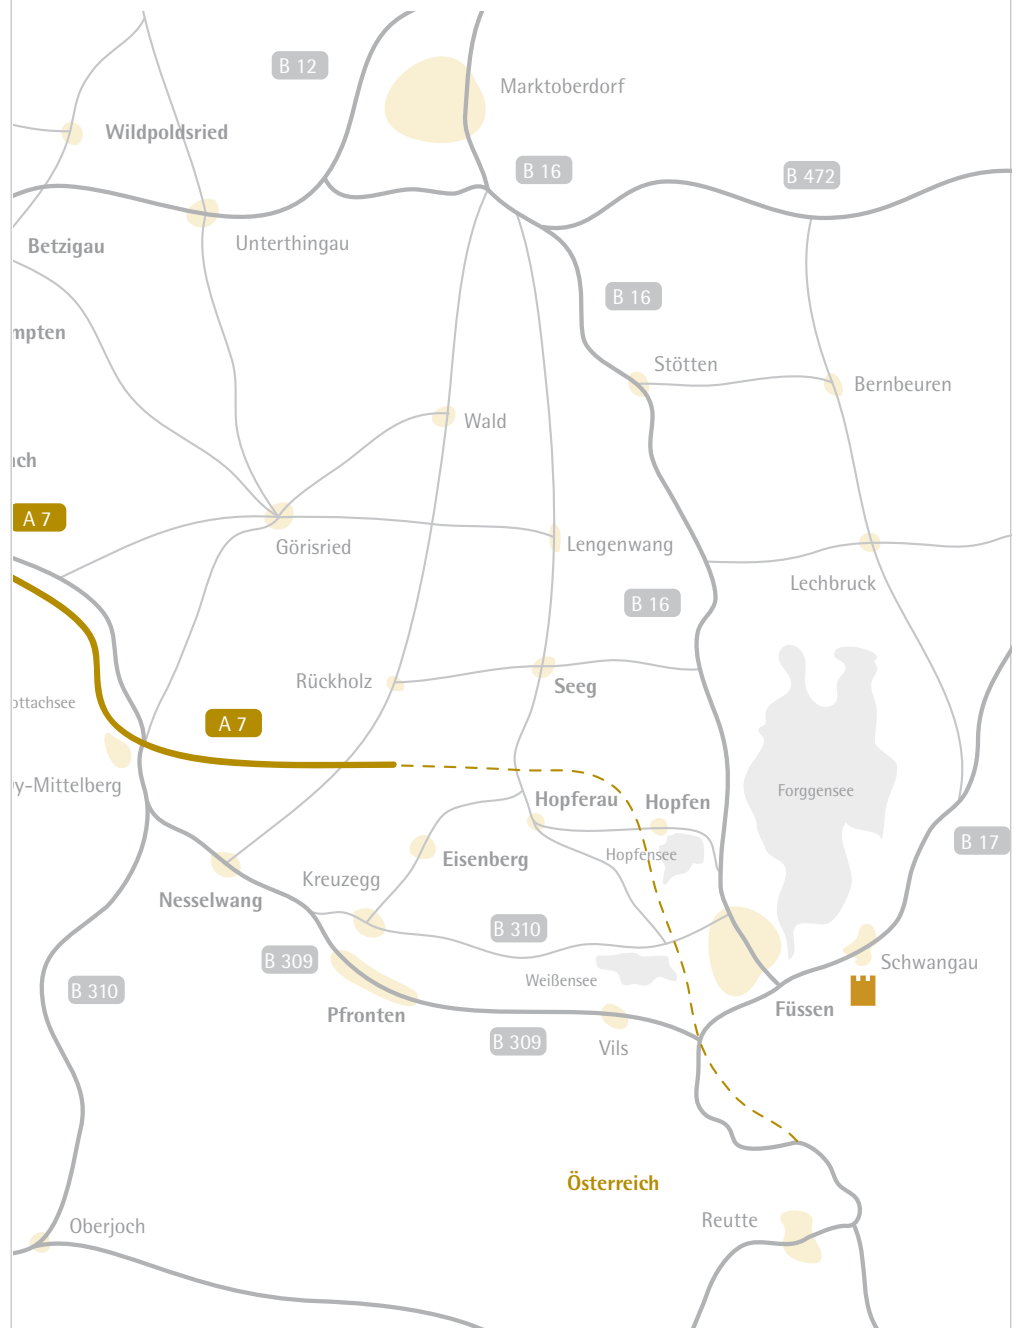 B 12
Marktoberdorf
Wildpoldsried
B 16
B 472
Betzigau
Unterthingau
B 16
mpten
Stötten
Bernbeuren
Wald
ach
A 7
Görisried
Lengenwang
Lechbruck
B 16
Rückholz
Seeg
ottachsee
A 7
y-Mittelberg
Hopferau
Hopfen
Forggensee
B 17
Hopfensee
Eisenberg
Kreuzegg
Nesselwang
B 310
B 309
Schwangau
Weißensee
B 310
Pfronten
Füssen
B 309
Vils
Österreich
Reutte
Oberjoch